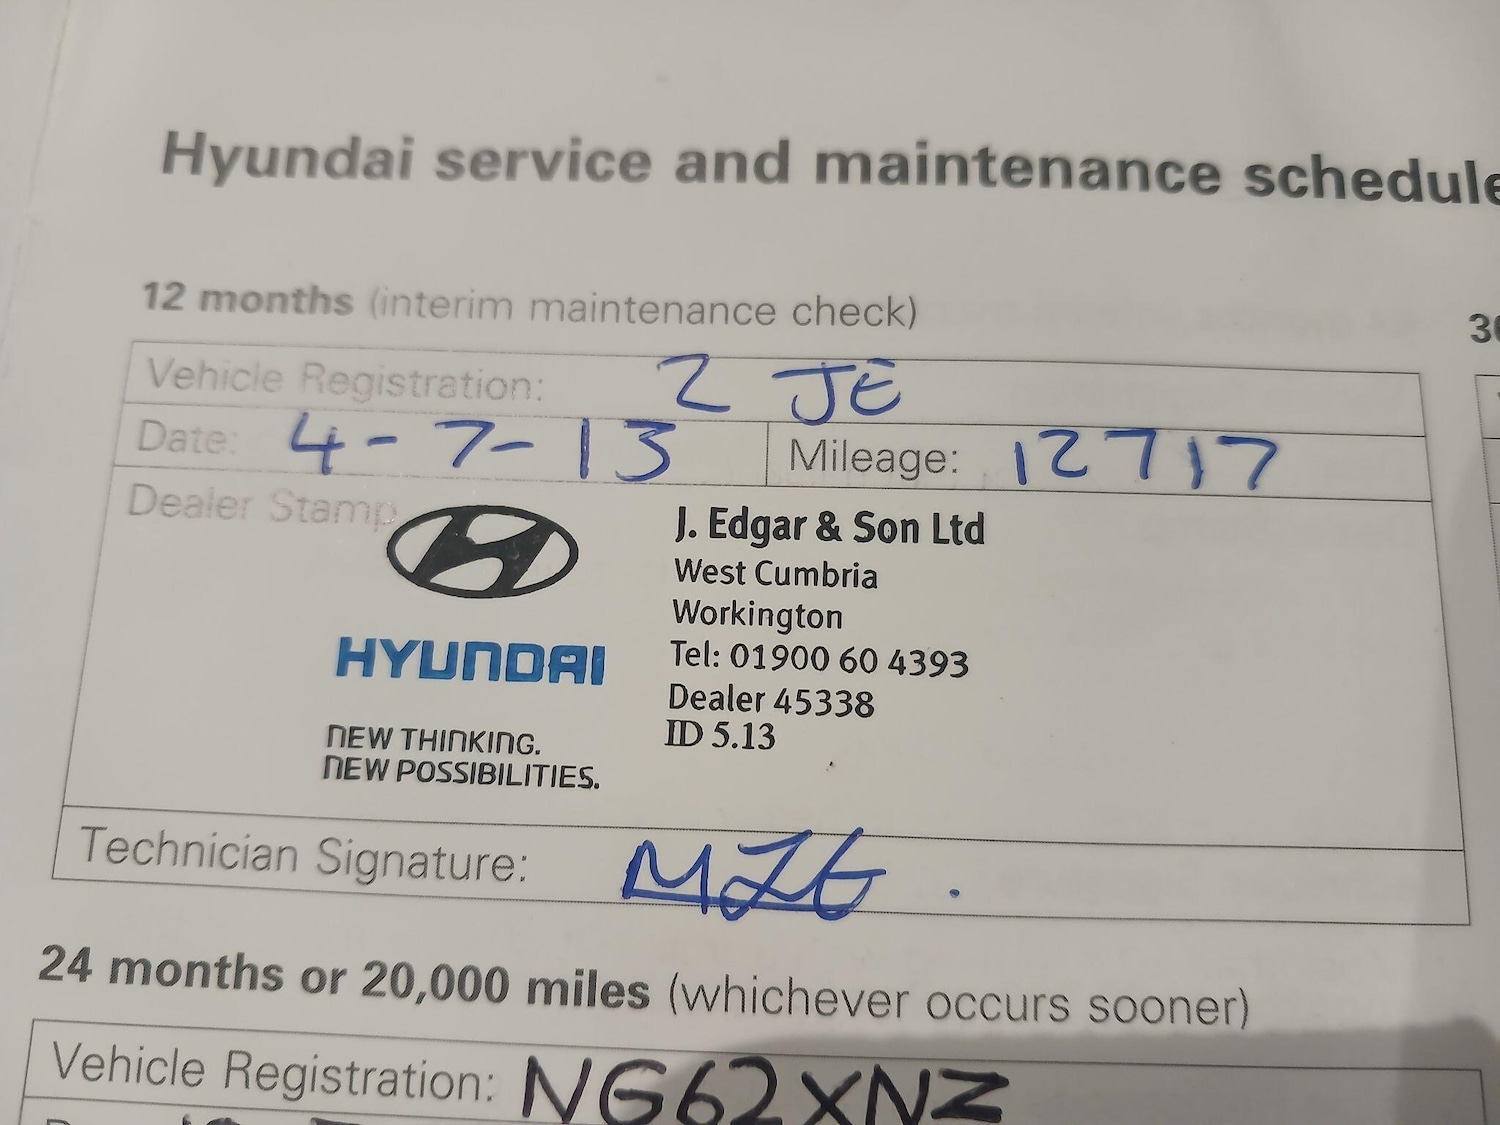 Hyundai service and maintenance schedule
12 months (interim maintenance check)
Vehicle Registration: 2 JE
Date: 4-7-13 Mileage: 12717
Dealer Stamp
HYUNDAI
NEW THINKING.
NEW POSSIBILITIES.
J. Edgar & Son Ltd
West Cumbria
Workington
Tel: 01900 60 4393
Dealer 45338
ID 5.13
Technician Signature:
24 months or 20,000 miles (whichever occurs sooner)
Vehicle Registration: NG62XNZ